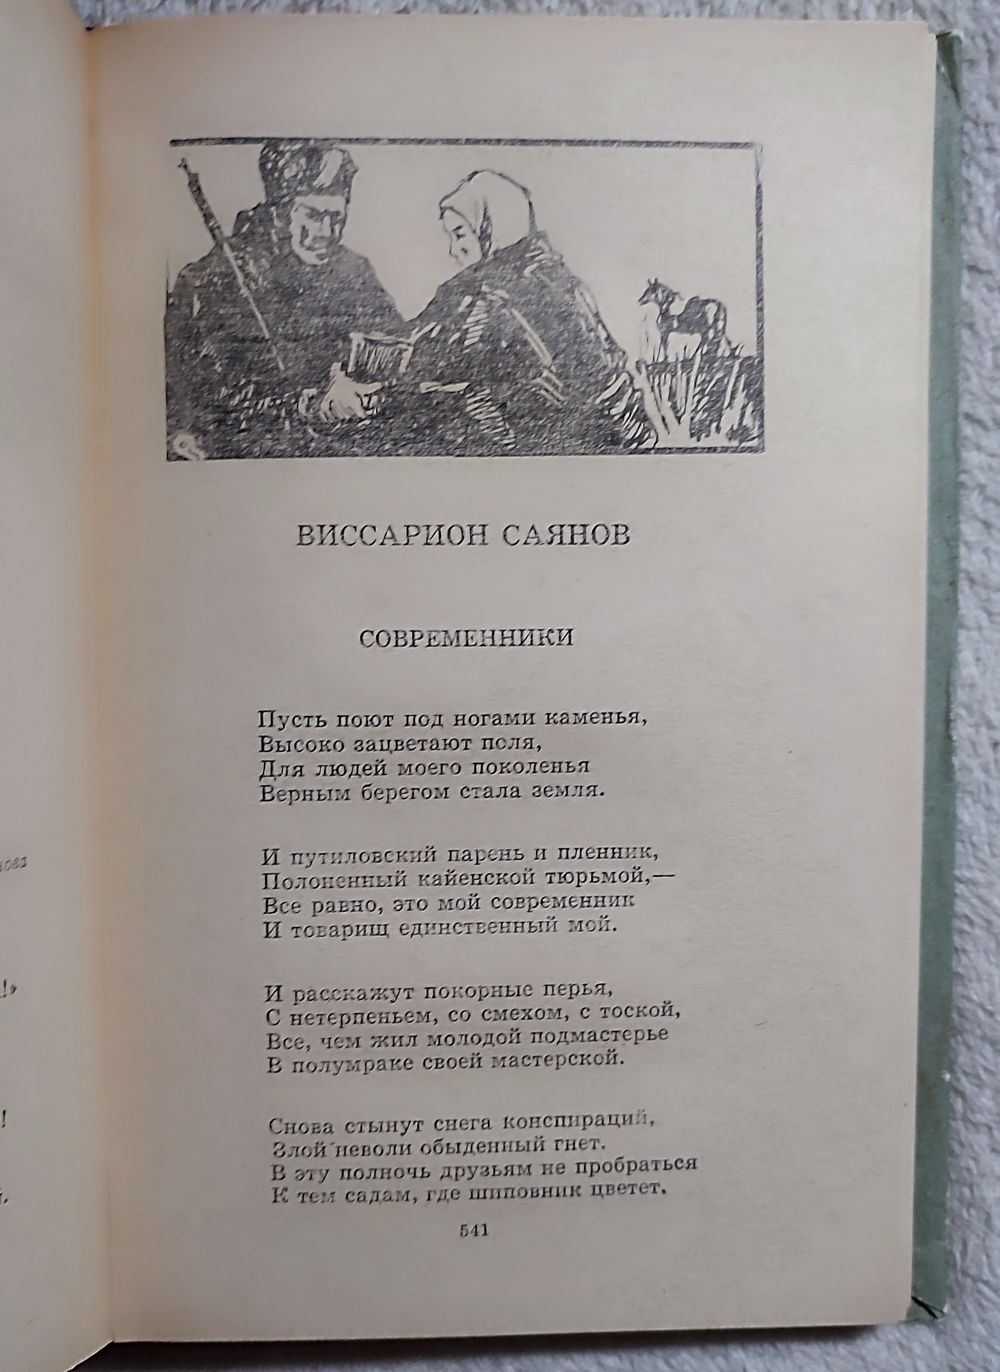 ВИССАРИОН САЯНОВ
СОВРЕМЕННИКИ
Пусть поют под ногами каменья,
Высоко зацветают поля,
Для людей моего поколенья
Верным берегом стала земля.
И путиловский парень и пленник,
Полоненный кайенской тюрьмой,—
Все равно, это мой современник
И товарищ единственный мой.
И расскажут покорные перья,
С нетерпеньем, со смехом, с тоской,
Все, чем жил молодой подмастерье
В полумраке своей мастерской.
Снова стынут снега конспираций,
Злой неволи обыденный гнет.
В эту полночь друзьям не пробраться
К тем садам, где шиповник цветет.
541